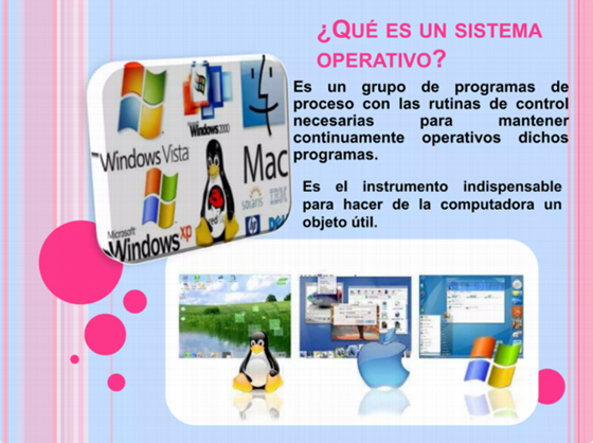 ¿QUÉ ES UN SISTEMA
OPERATIVO?
Es un grupo de programas de
proceso con las rutinas de control
necesarias para mantener
continuamente operativos dichos
programas.
Es el instrumento indispensable
para hacer de la computadora un
objeto útil.
Windows 2000
Windows Vista
Mac
red
solaris IBM
hp DELL
Microsoft
Windows xp